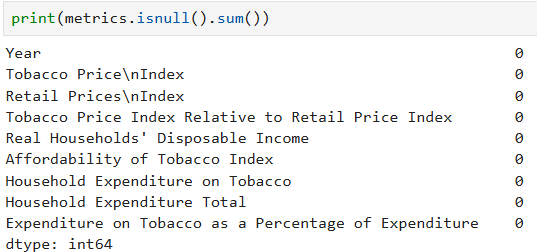 print(metrics.isnull().sum())
Year 0
Tobacco Price\nIndex 0
Retail Prices\nIndex 0
Tobacco Price Index Relative to Retail Price Index 0
Real Households' Disposable Income 0
Affordability of Tobacco Index 0
Household Expenditure on Tobacco 0
Household Expenditure Total 0
Expenditure on Tobacco as a Percentage of Expenditure 0
dtype: int64